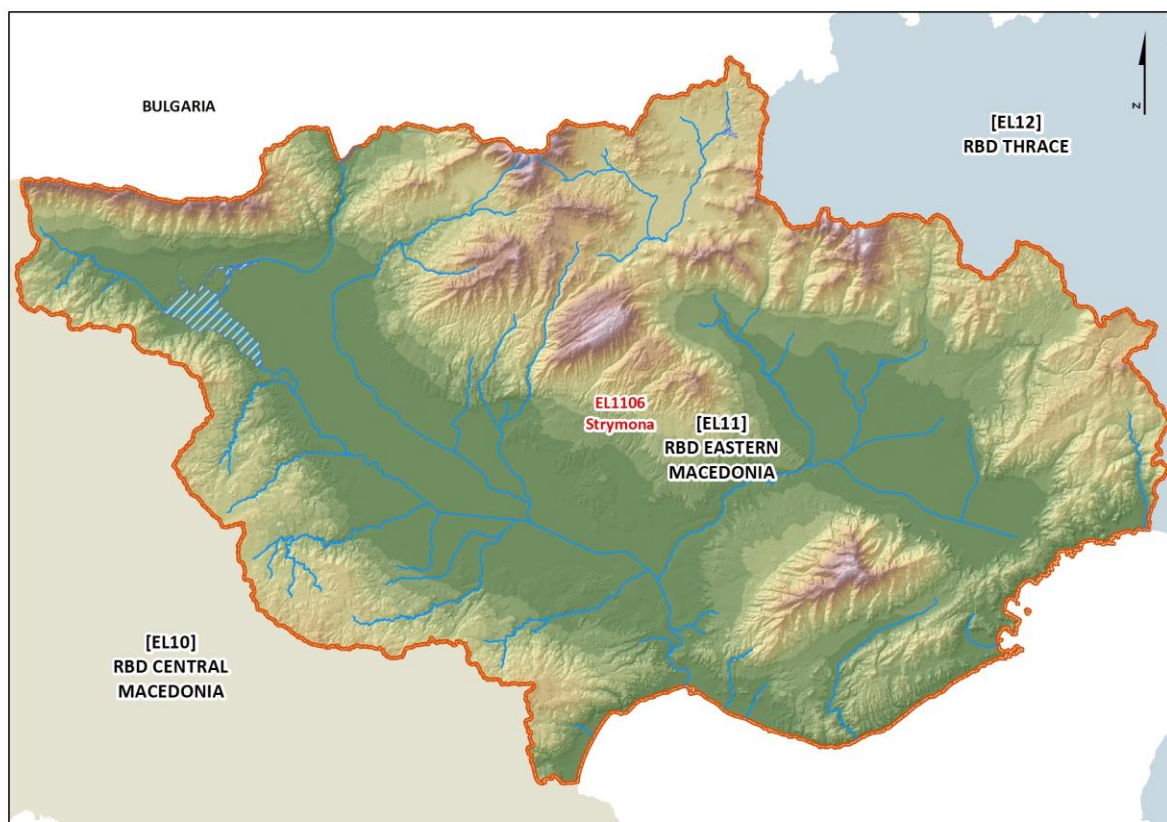 BULGARIA
N
[EL12]
RBD THRACE
EL1106
Strymona
[EL11]
RBD EASTERN
MACEDONIA
[EL10]
RBD CENTRAL
MACEDONIA